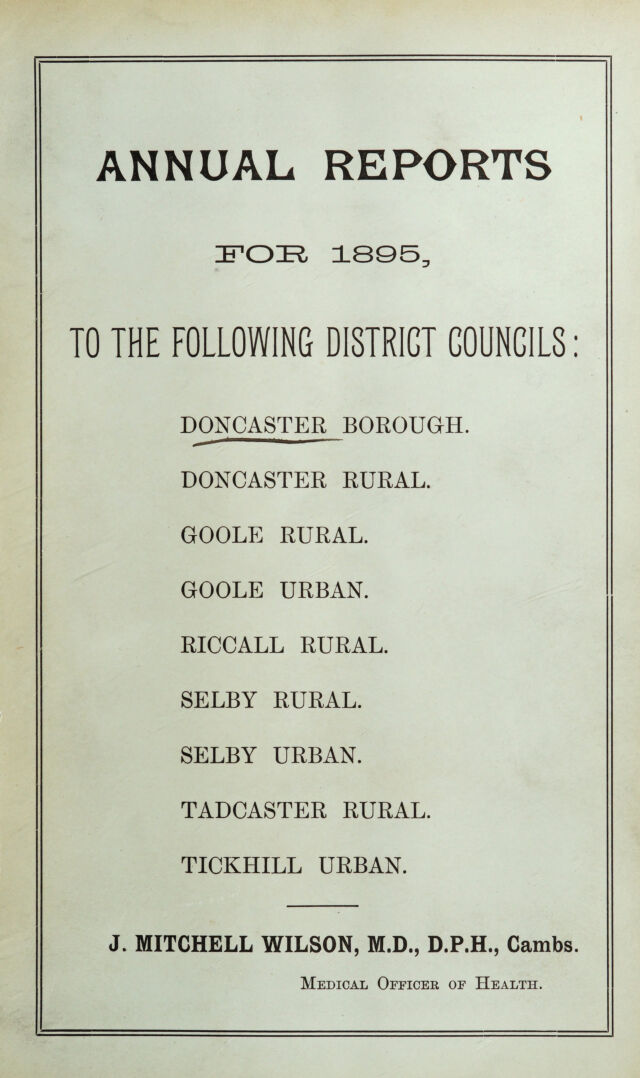 ANNUAL REPORTS
FOR 1895,
TO THE FOLLOWING DISTRICT COUNCILS:
DONCASTER BOROUGH.
DONCASTER RURAL.
GOOLE RURAL.
GOOLE URBAN.
RICCALL RURAL.
SELBY RURAL.
SELBY URBAN.
TADCASTER RURAL.
TICKHILL URBAN.
J. MITCHELL WILSON, M.D., D.P.H., Cambs.
MEDICAL OFFICER OF HEALTH.